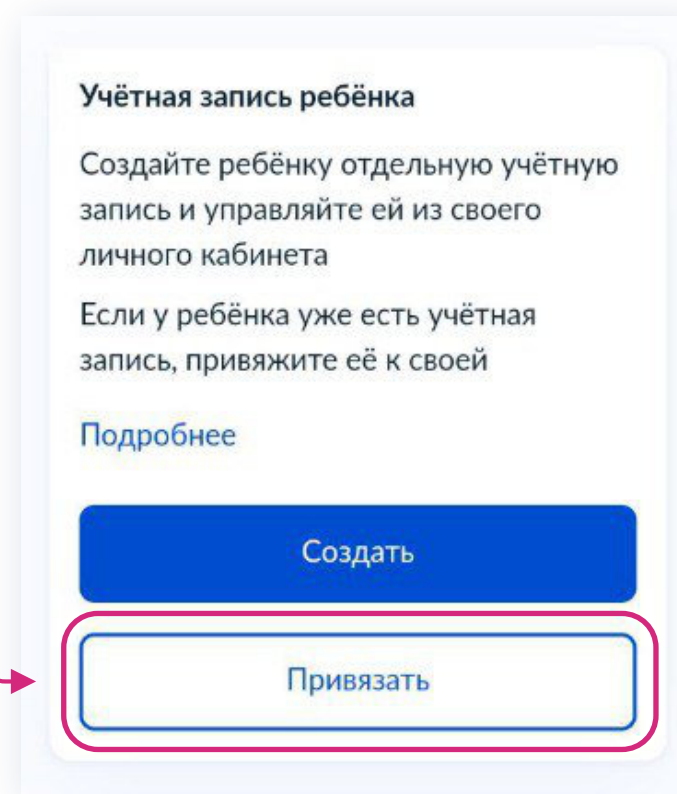 Учётная запись ребёнка
Создайте ребёнку отдельную учётную
запись и управляйте ей из своего
личного кабинета
Если у ребёнка уже есть учётная
запись, привяжите её к своей
Подробнее
Создать
Привязать